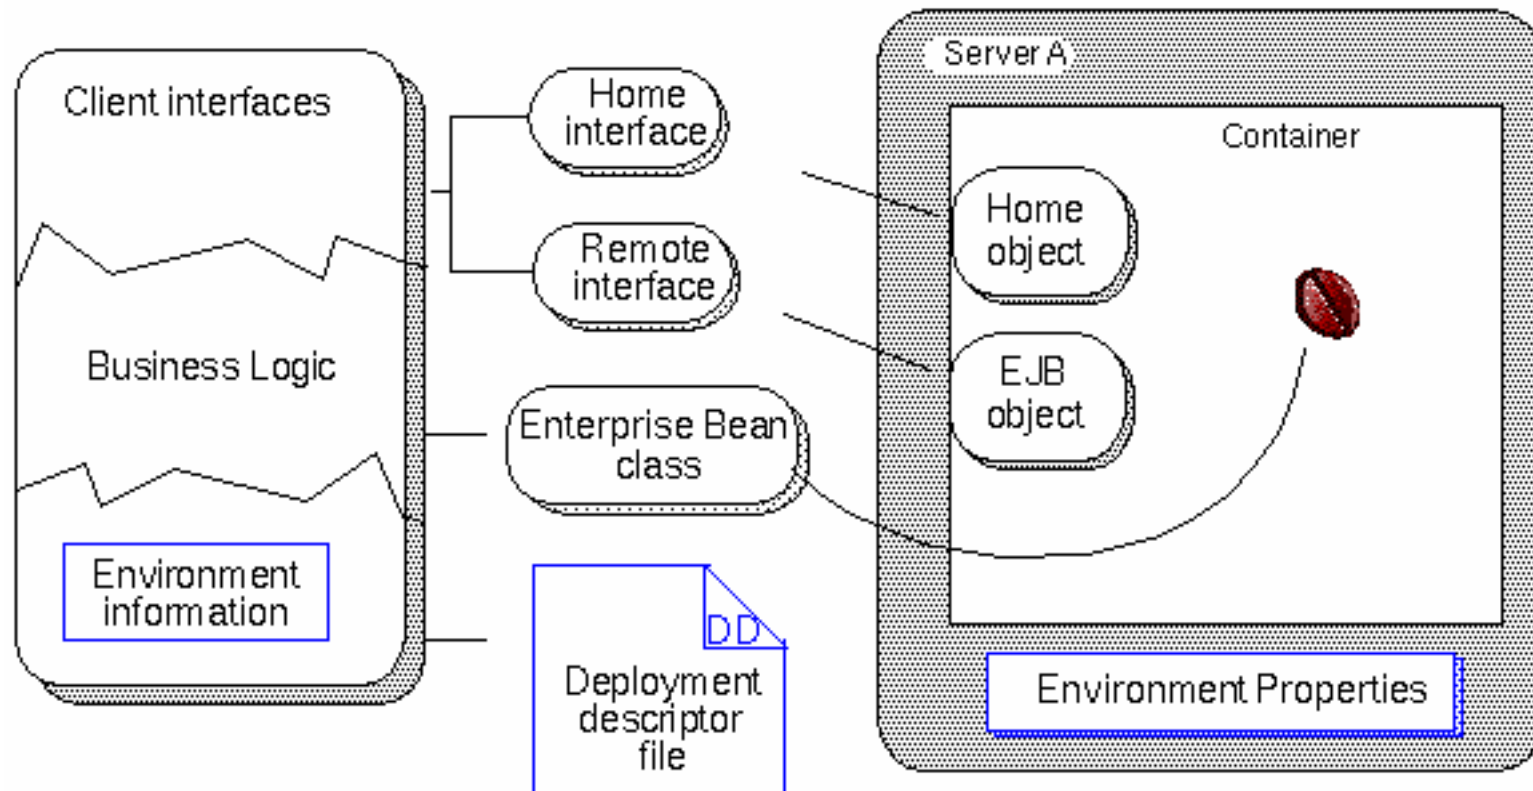 Client interfaces
Business Logic
Environment
information
Home
interface
Remote
interface
Enterprise Bean
class
DD
Deployment
descriptor
file
Server A
Container
Home
object
EJB
object
Environment Properties